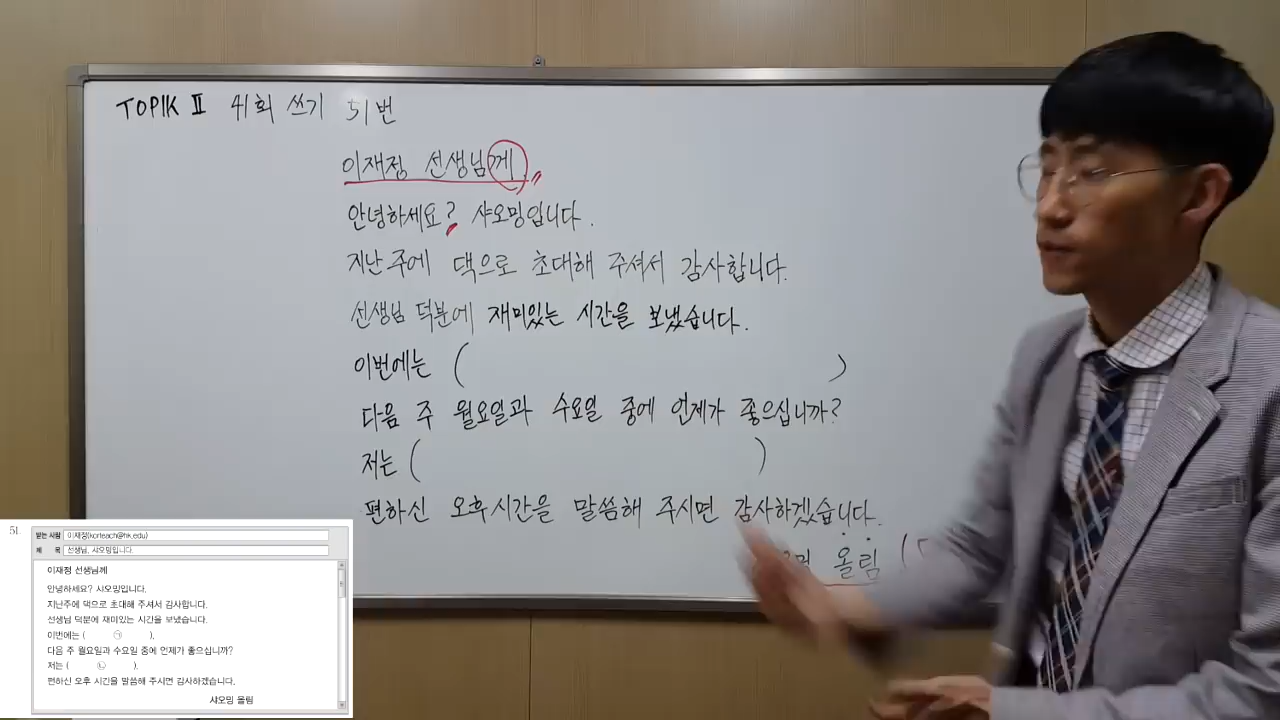 TOPIK II 41회 쓰기 51번
이재정 선생님께
안녕하세요? 샤오밍입니다.
지난 주에 댁으로 초대해 주셔서 감사합니다.
선생님 덕분에 재미있는 시간을 보냈습니다.
이번에는 ( )
다음 주 월요일과 수요일 중에 언제가 좋으십니까?
저는 ( )
편하신 오후 시간을 말씀해 주시면 감사하겠습니다.
올림 (
51.
받는 사람 이재정(korteach@hk.edu)
제 목 선생님, 샤오밍입니다.
이재정 선생님께
안녕하세요? 샤오밍입니다.
지난주에 댁으로 초대해 주셔서 감사합니다.
선생님 덕분에 재미있는 시간을 보냈습니다.
이번에는 ( ㉠ ).
다음 주 월요일과 수요일 중에 언제가 좋으십니까?
저는 ( ㉡ ).
편하신 오후 시간을 말씀해 주시면 감사하겠습니다.
샤오밍 올림